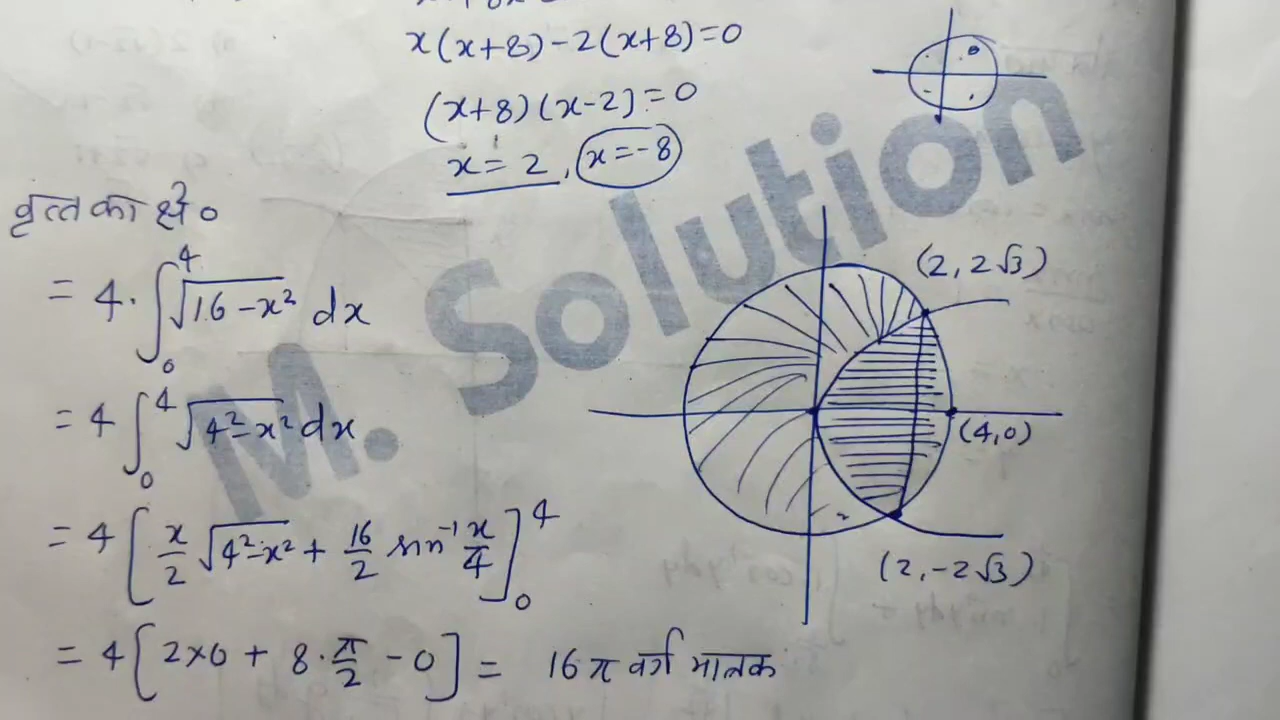 x(x+8)-2(x+8)=0
(x+8)(x-2)=0
x=2, x=-8
वृत्त का क्षे०
= 4·∫₀⁴ √(16-x²) dx
= 4 ∫₀⁴ √(4²-x²) dx
= 4 [x/2 √(4²-x²) + 16/2 sin⁻¹ x/4]₀⁴
= 4 [2×0 + 8·π/2 - 0] = 16π वर्ग मात्रक
(2, 2√3)
(4,0)
(2, -2√3)
M. Solution